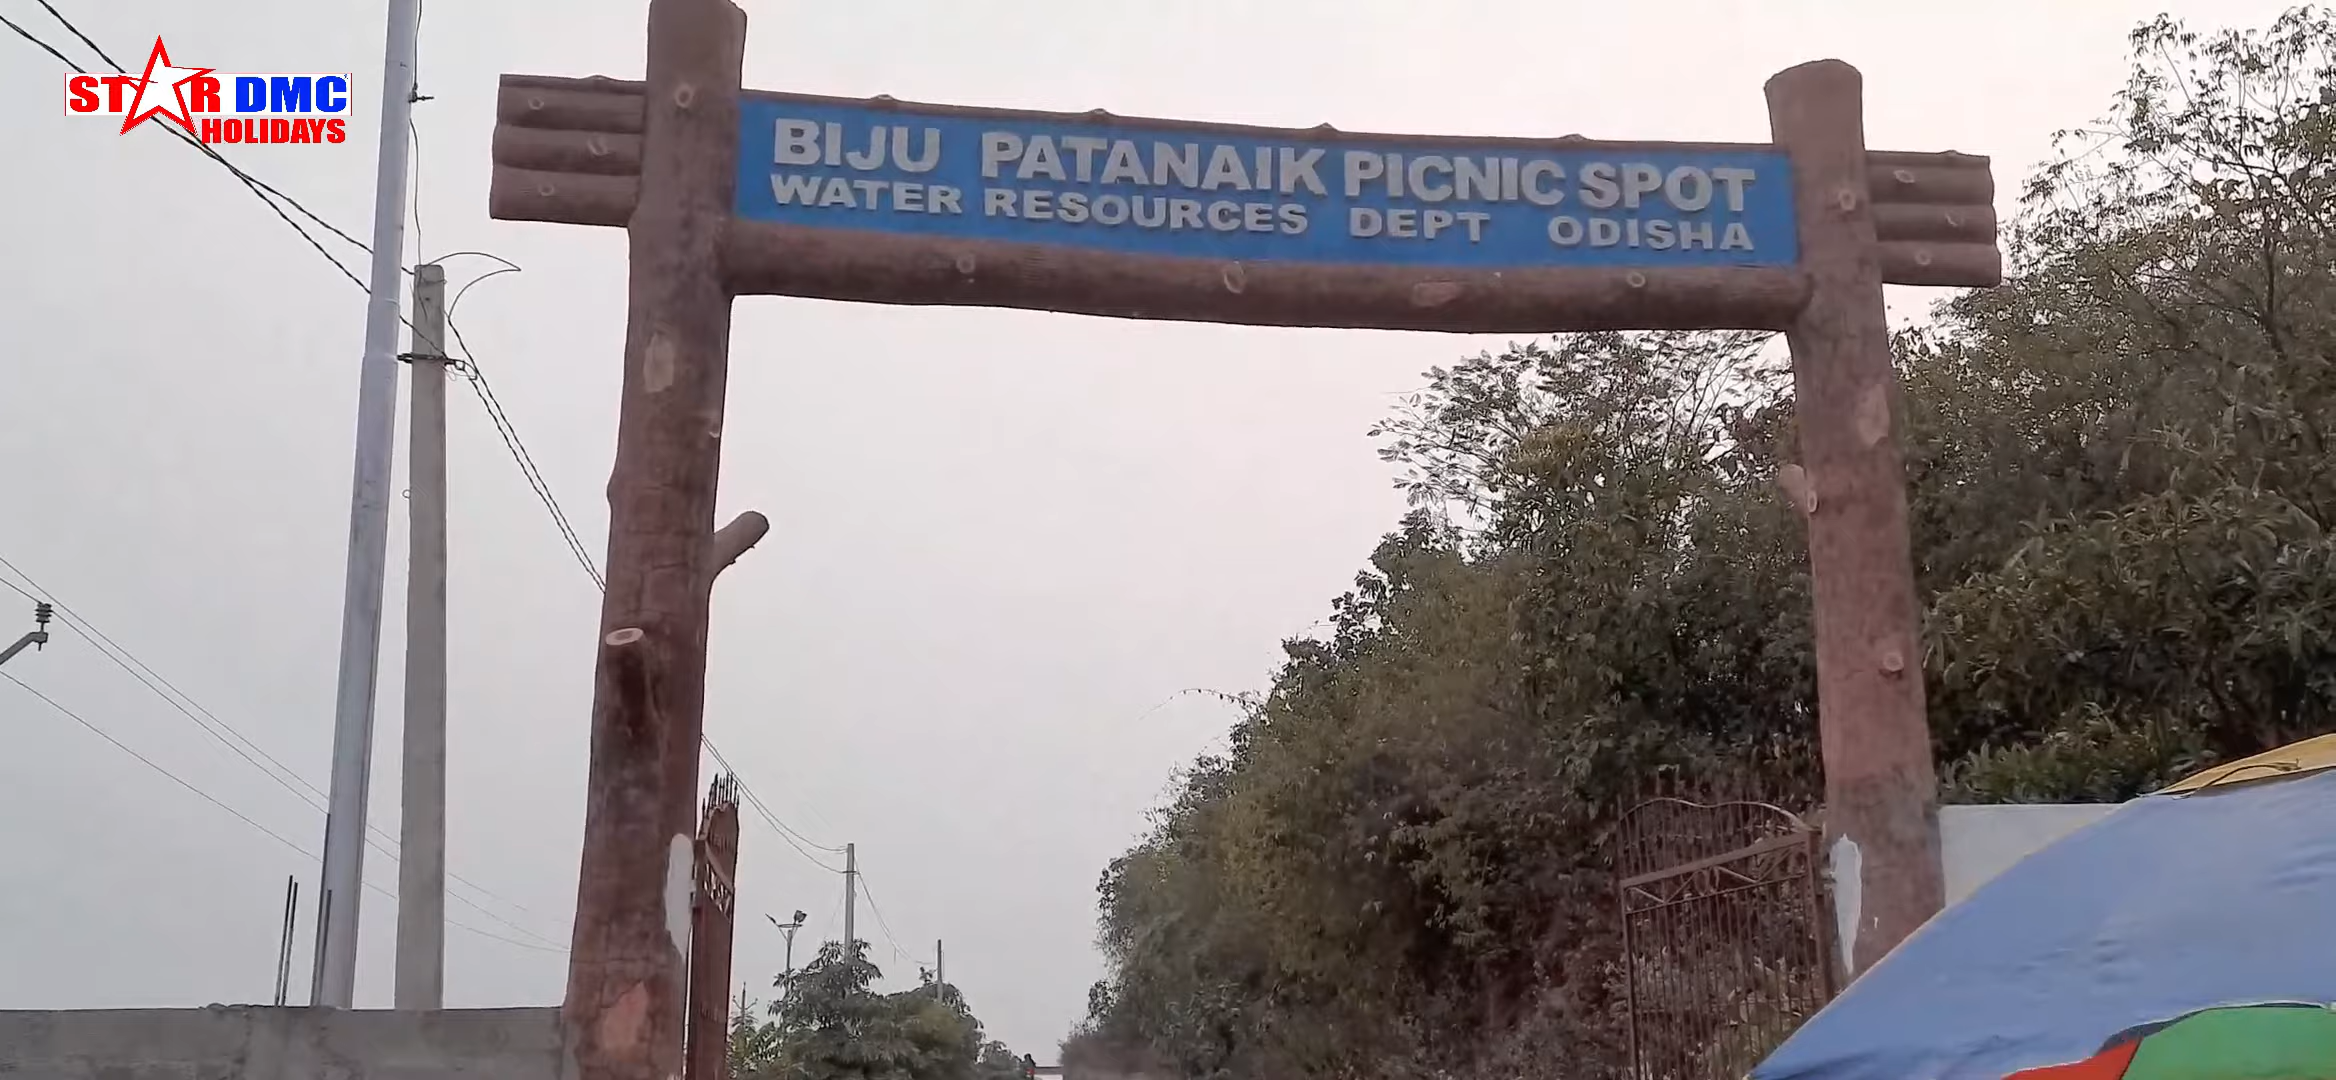 STAR DMC
HOLIDAYS
BIJU PATANAIK PICNIC SPOT
WATER RESOURCES DEPT ODISHA